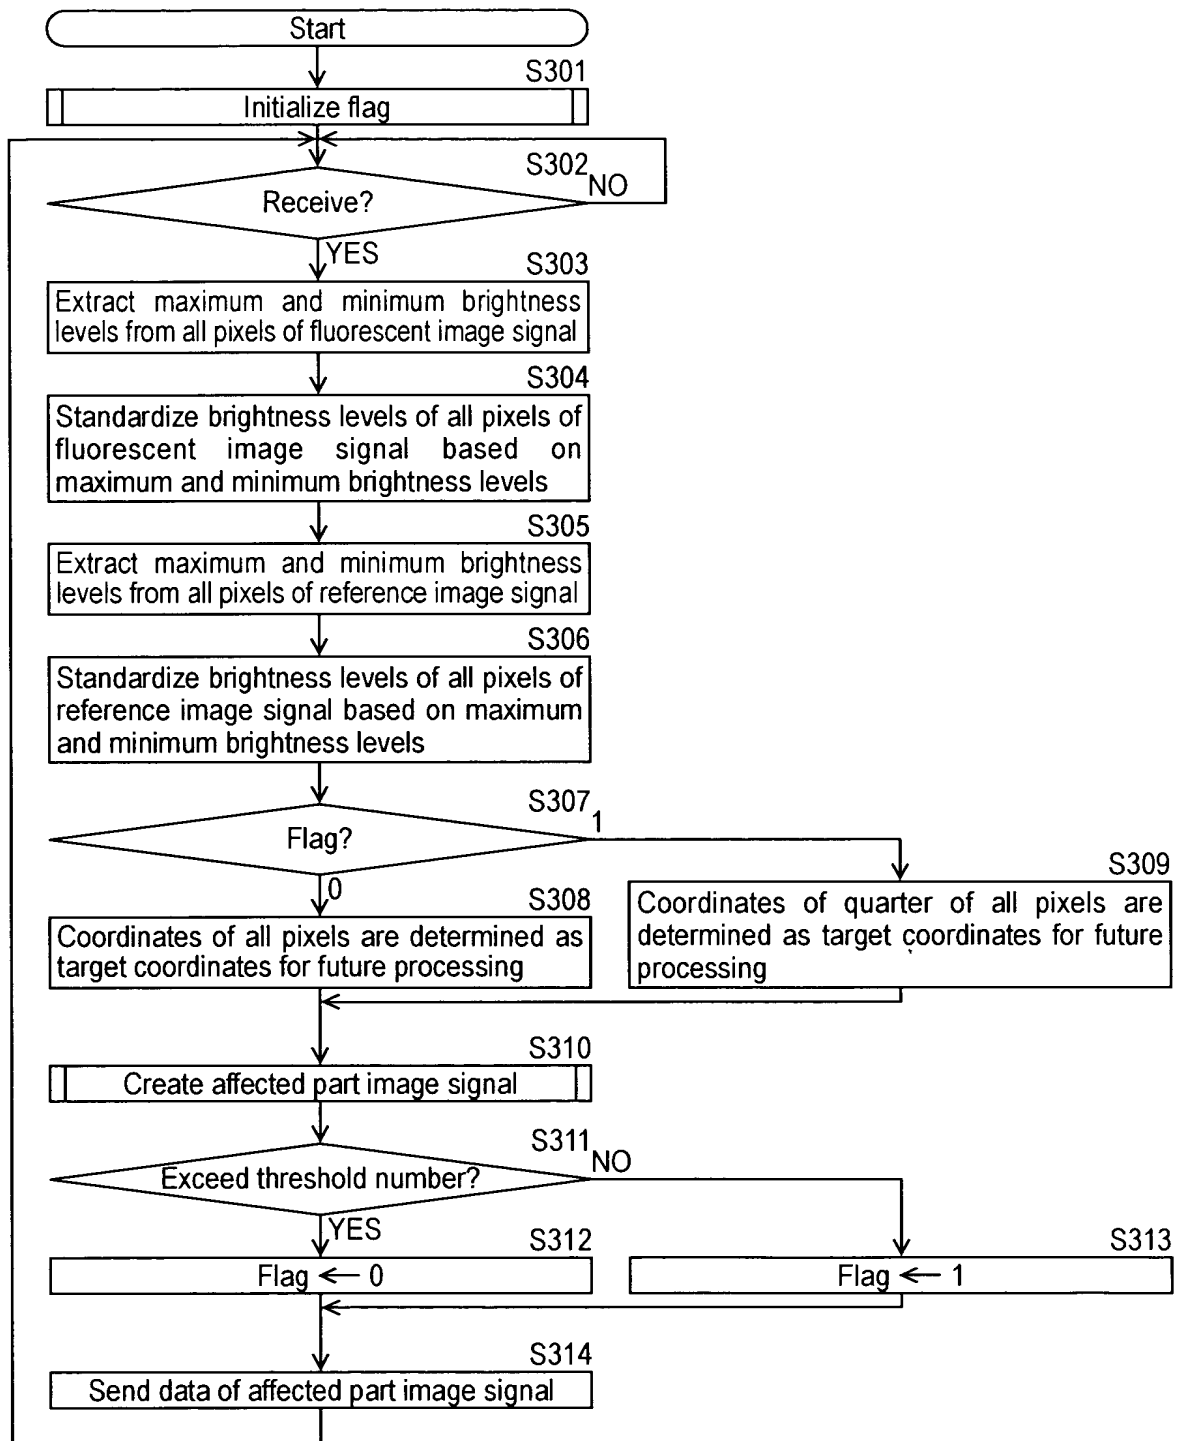 Start
S301
Initialize flag
S302
NO
Receive?
YES
S303
Extract maximum and minimum brightness
levels from all pixels of fluorescent image signal
S304
Standardize brightness levels of all pixels of
fluorescent image signal based on
maximum and minimum brightness levels
S305
Extract maximum and minimum brightness
levels from all pixels of reference image signal
S306
Standardize brightness levels of all pixels of
reference image signal based on maximum
and minimum brightness levels
S307
1
Flag?
0
S308
Coordinates of all pixels are determined as
target coordinates for future processing
S309
Coordinates of quarter of all pixels are
determined as target coordinates for future
processing
S310
Create affected part image signal
S311
NO
Exceed threshold number?
YES
S312
Flag ← 0
S313
Flag ← 1
S314
Send data of affected part image signal